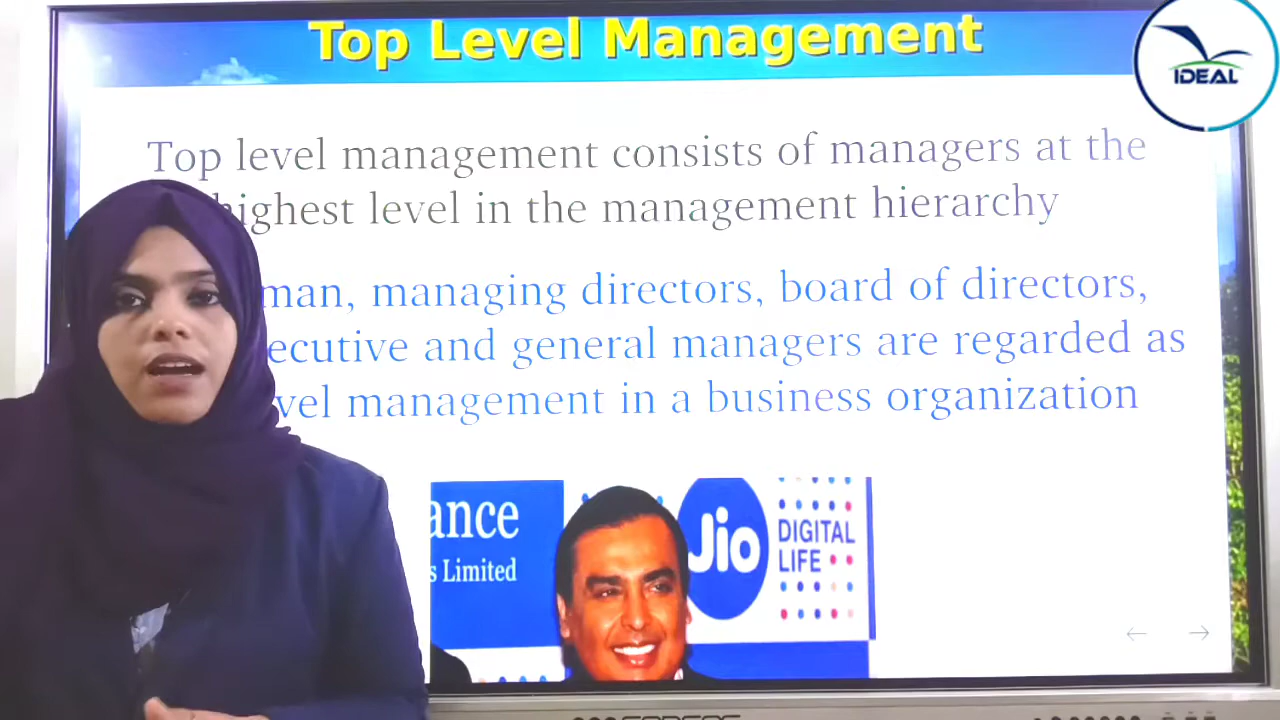 Top Level Management
IDEAL
Top level management consists of managers at the
highest level in the management hierarchy
man, managing directors, board of directors,
ecutive and general managers are regarded as
vel management in a business organization
ance
s Limited
Jio
DIGITAL
LIFE